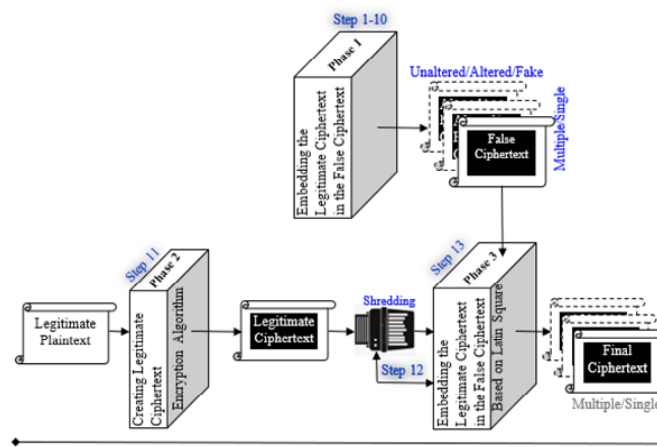 Step 1-10
Phase 1
Embedding the
Legitimate Ciphertext
in the False Ciphertext
Unaltered/Altered/Fake
False
Ciphertext
Multiple/Single
Step 11
Phase 2
Creating Legitimate
Ciphertext
Encryption Algorithm
Legitimate
Plaintext
Legitimate
Ciphertext
Shredding
Step 12
Step 13
Phase 3
Embedding the
Legitimate Ciphertext
in the False Ciphertext
Based on Latin Square
Final
Ciphertext
Multiple/Single